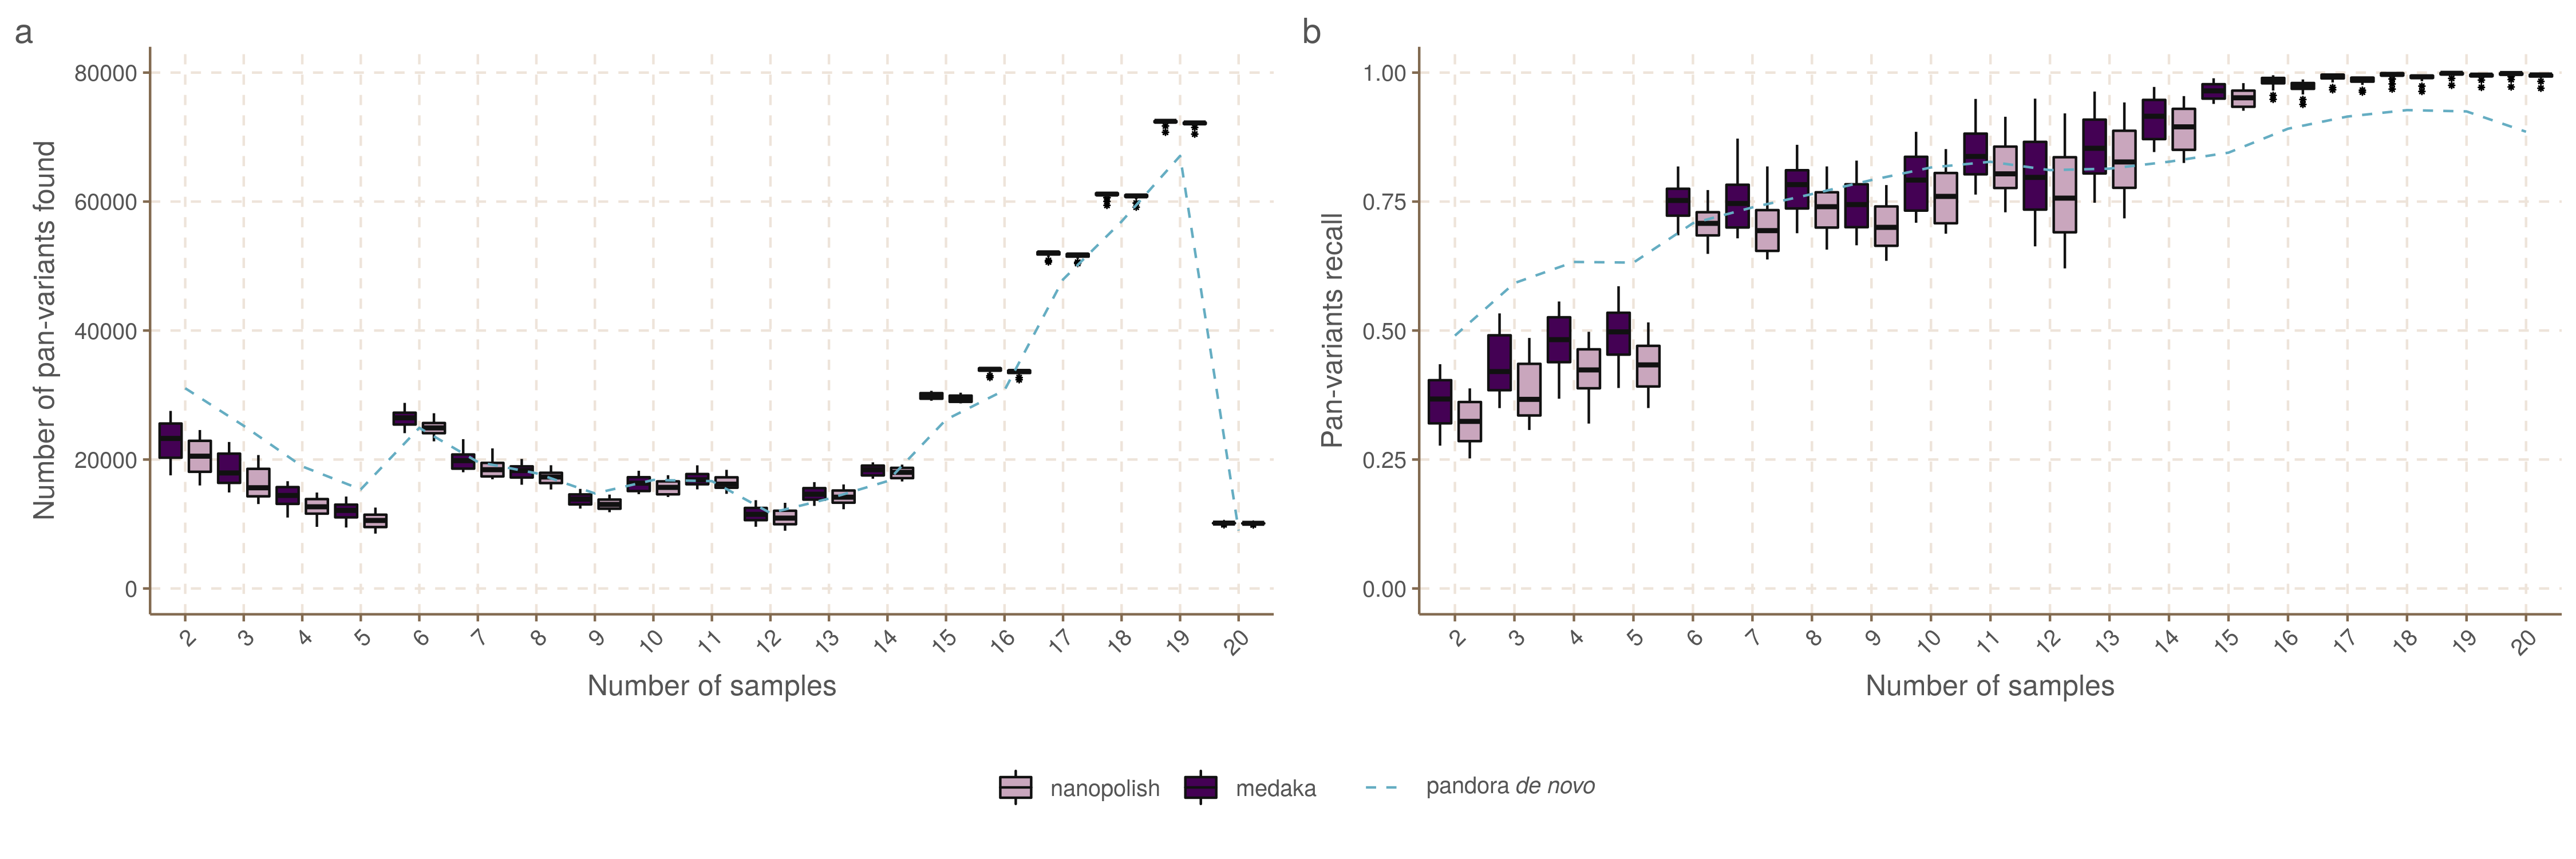 a
Number of pan-variants found
80000
60000
40000
20000
0
2 3 4 5 6 7 8 9 10 11 12 13 14 15 16 17 18 19 20
Number of samples
b
Pan-variants recall
1.00
0.75
0.50
0.25
0.00
2 3 4 5 6 7 8 9 10 11 12 13 14 15 16 17 18 19 20
Number of samples
nanopolish medaka pandora de novo